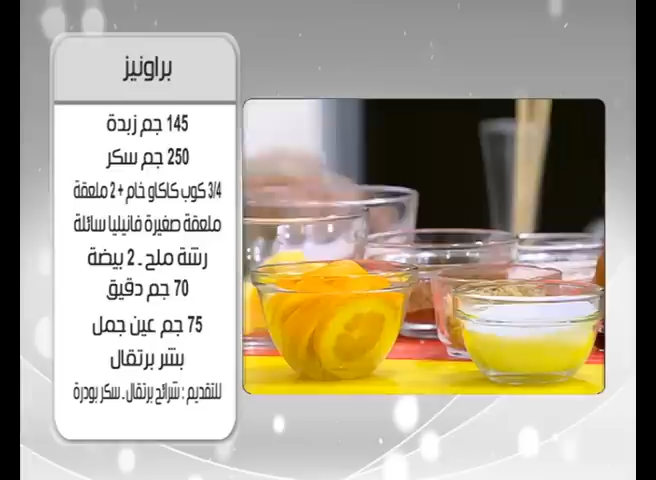 براونيز
145 جم زبدة
250 جم سكر
3/4 كوب كاكاو خام + 2 ملعقة
ملعقة صغيرة فانيليا سائلة
رشة ملح - 2 بيضة
70 جم دقيق
75 جم عين جمل
بشر برتقال
للتقديم : شرائح برتقال - سكر بودرة